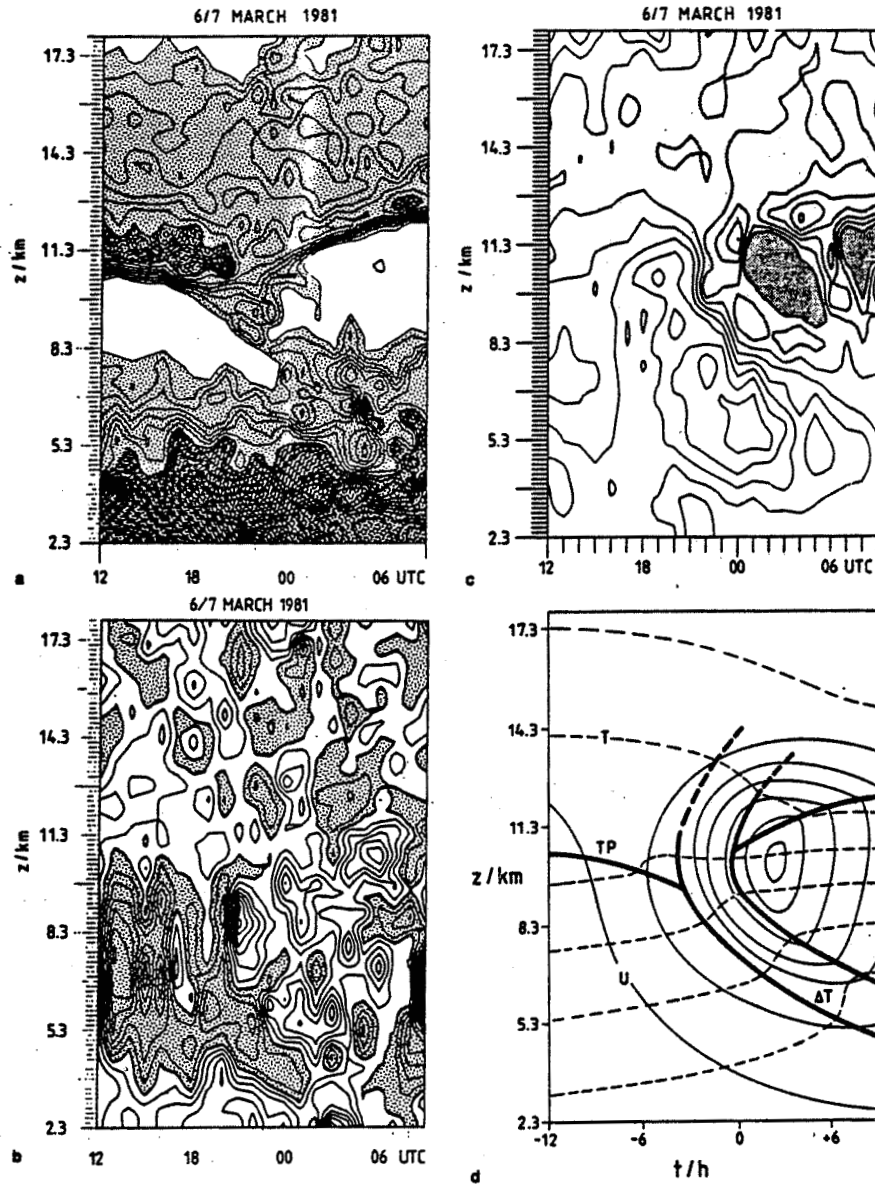 6/7 MARCH 1981
17.3
14.3
z/km
11.3
8.3
5.3
2.3
a
12 18 00 06 UTC
6/7 MARCH 1981
17.3
14.3
z/km
11.3
8.3
5.3
2.3
c
12 18 00 06 UTC
6/7 MARCH 1981
17.3
14.3
z/km
11.3
8.3
5.3
2.3
b
12 18 00 06 UTC
17.3
14.3
T
11.3
TP
z/km
8.3
U
ΔT
5.3
2.3
-12 -6 0 +6
d
t/h